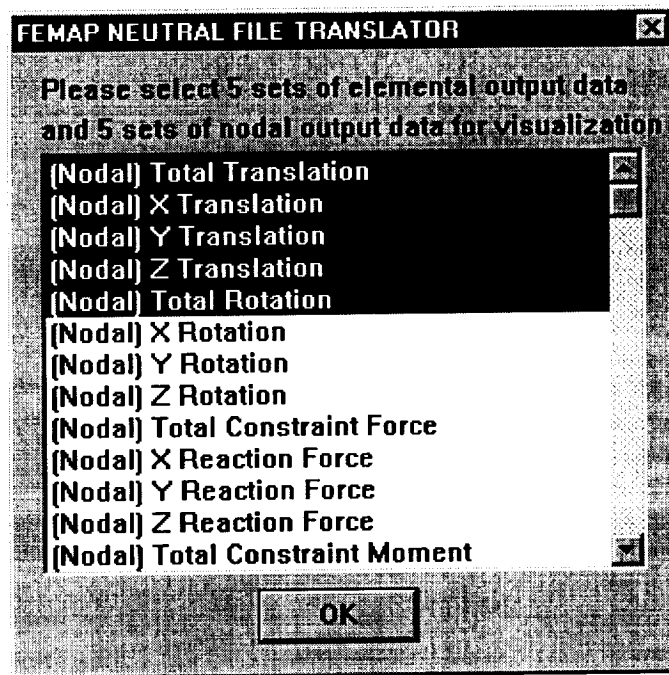 FEMAP NEUTRAL FILE TRANSLATOR
Please select 5 sets of elemental output data
and 5 sets of nodal output data for visualization
(Nodal) Total Translation
(Nodal) X Translation
(Nodal) Y Translation
(Nodal) Z Translation
(Nodal) Total Rotation
(Nodal) X Rotation
(Nodal) Y Rotation
(Nodal) Z Rotation
(Nodal) Total Constraint Force
(Nodal) X Reaction Force
(Nodal) Y Reaction Force
(Nodal) Z Reaction Force
(Nodal) Total Constraint Moment
OK